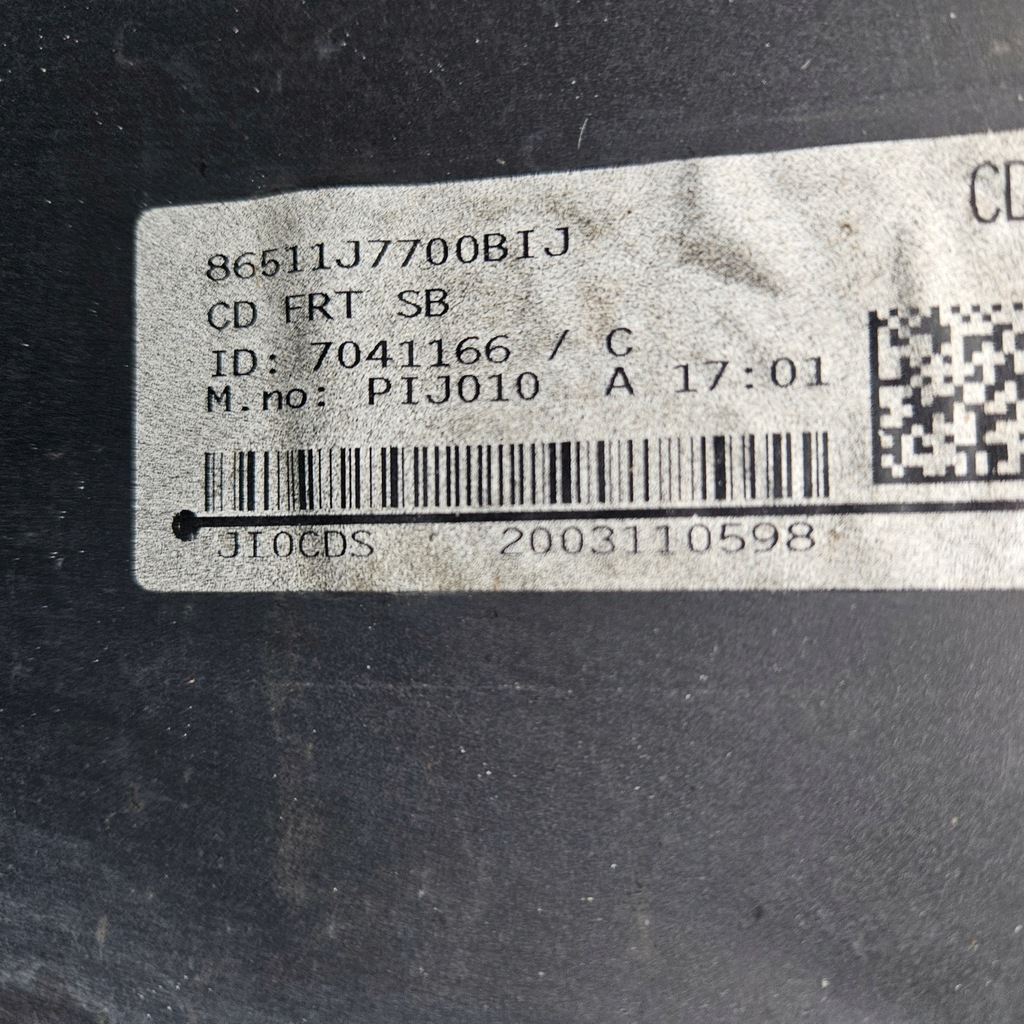 CD
86511J7700BIJ
CD FRT SB
ID: 7041166 / C
M.no: PIJ010 A 17:01
JI0CDS 2003110598